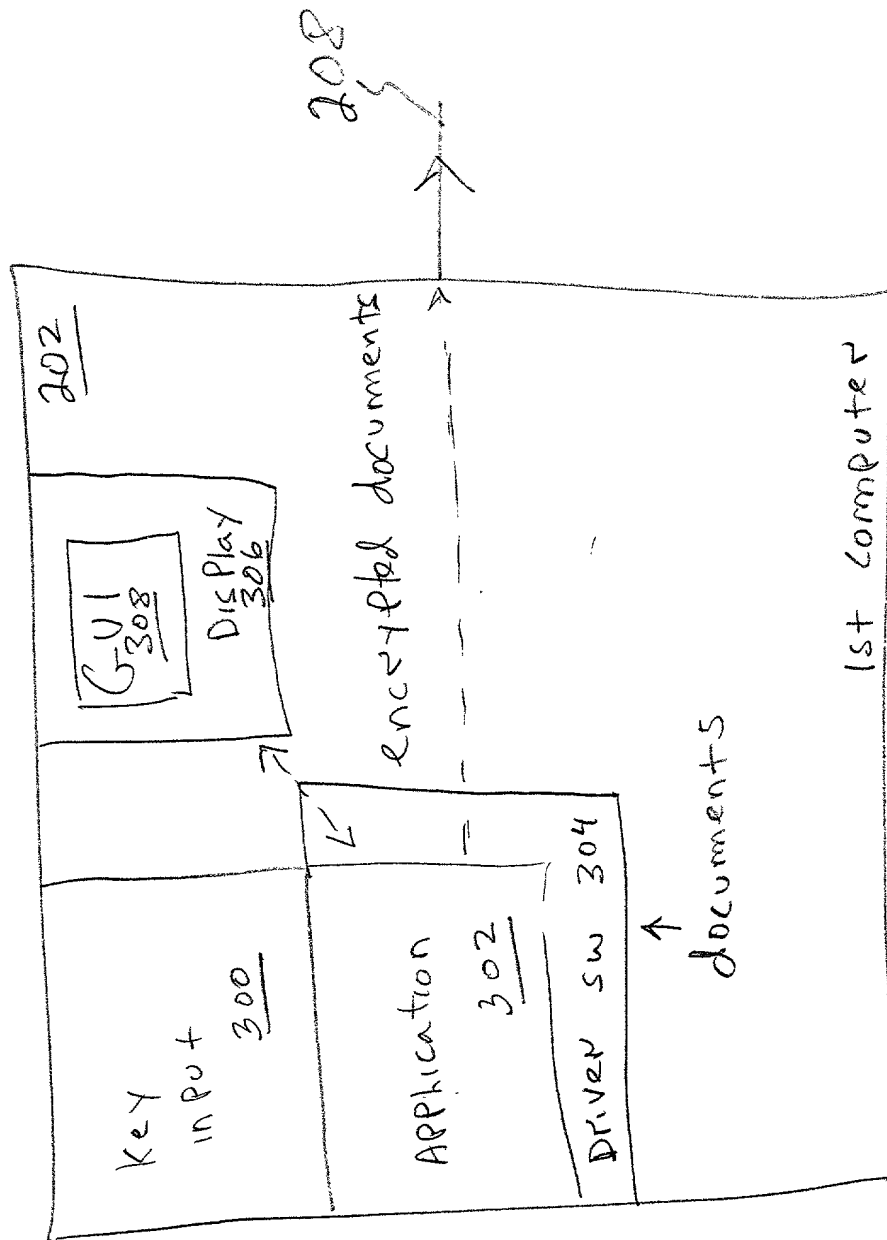 208
202
GUI
308
Display
306
Key
input
300
encrypted documents
Application
302
Driver SW 304
documents
1st Computer